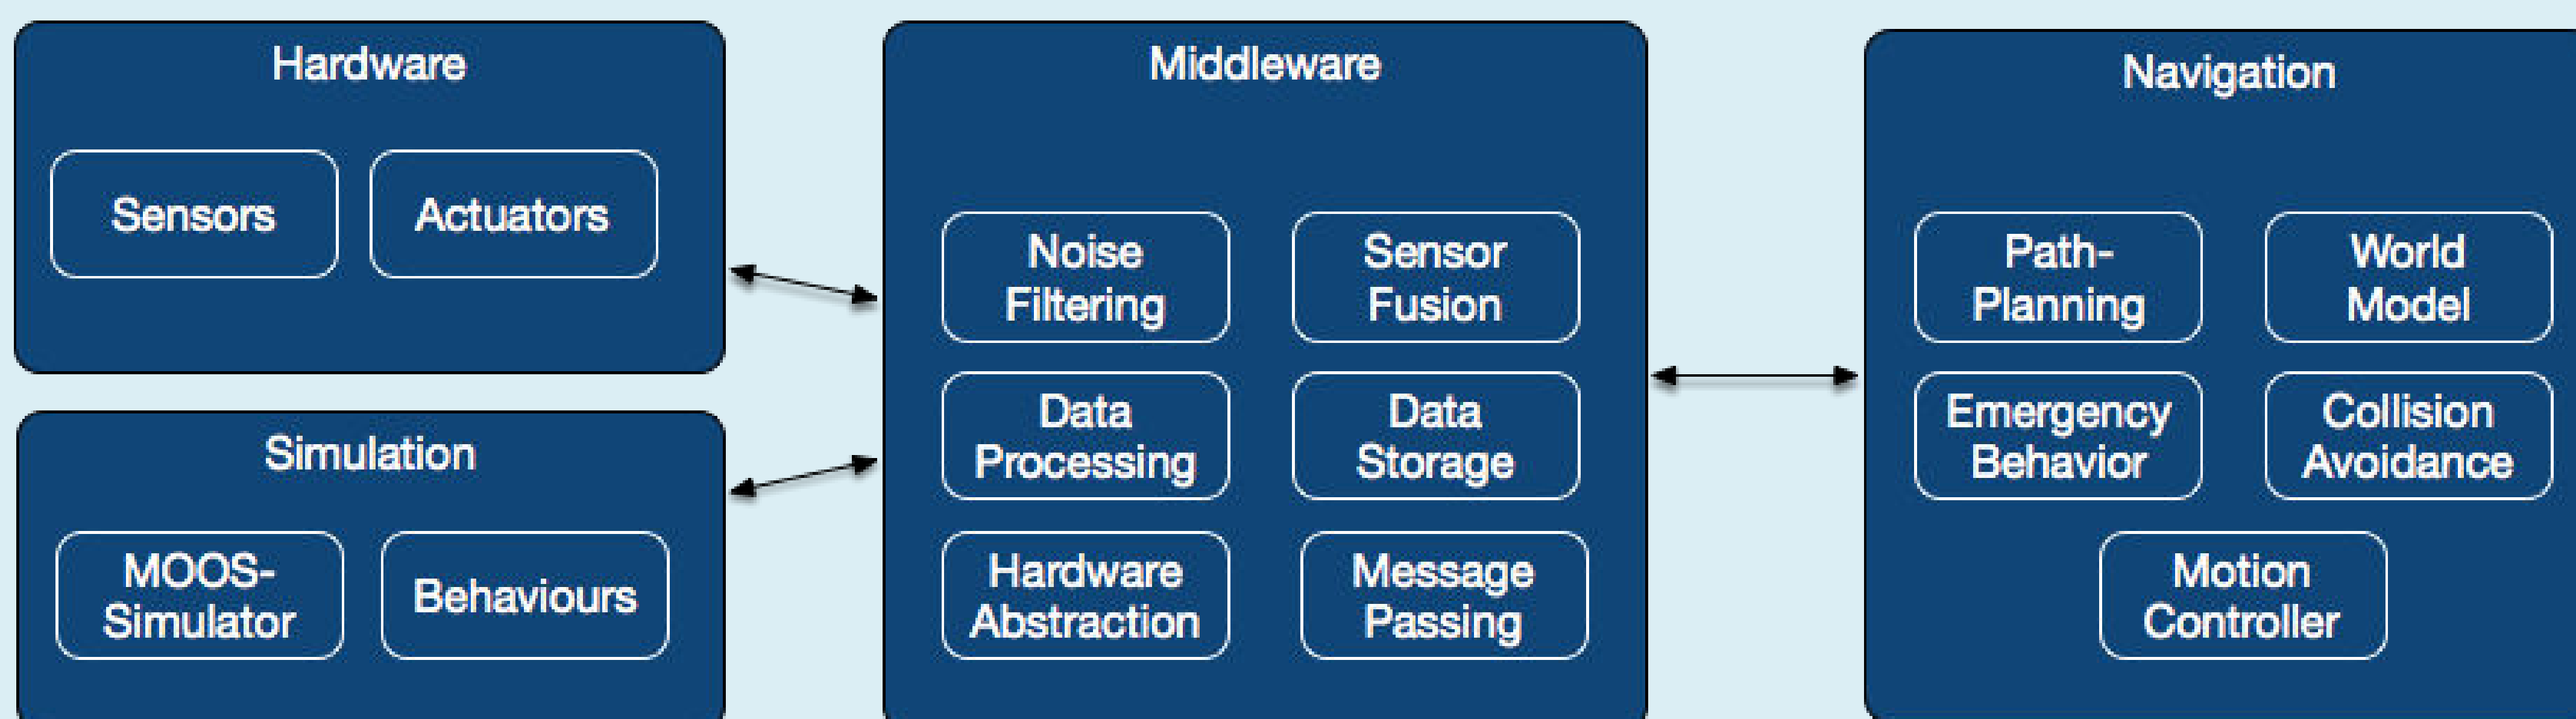 Hardware
Sensors
Actuators
Simulation
MOOS-
Simulator
Behaviours
Middleware
Noise
Filtering
Sensor
Fusion
Data
Processing
Data
Storage
Hardware
Abstraction
Message
Passing
Navigation
Path-
Planning
World
Model
Emergency
Behavior
Collision
Avoidance
Motion
Controller